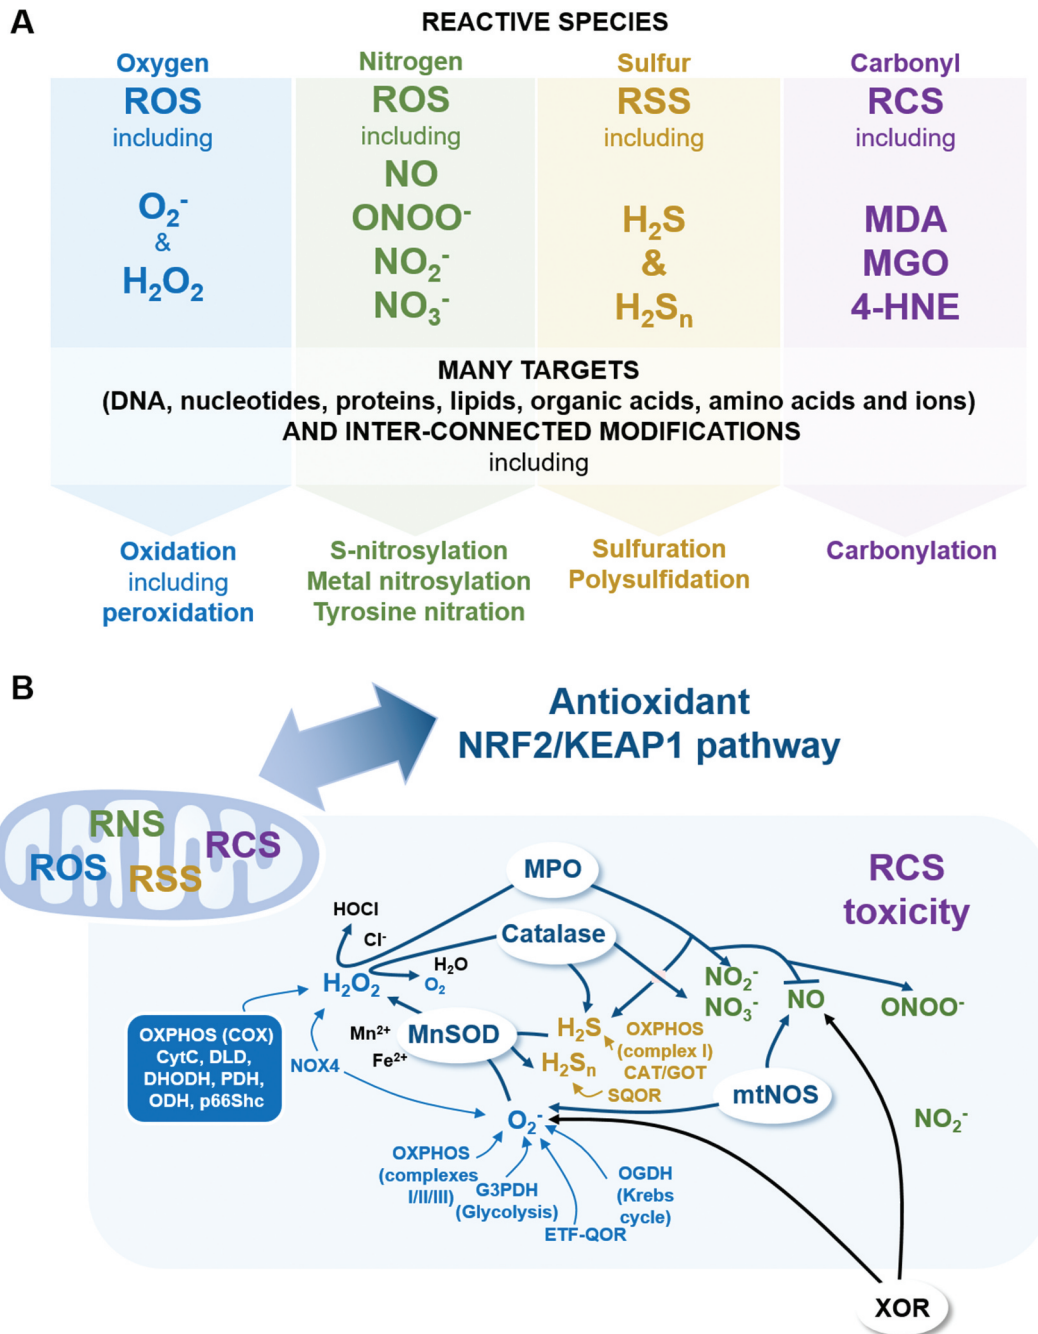 A
REACTIVE SPECIES
Oxygen
ROS
including
O₂⁻
&
H₂O₂
Nitrogen
ROS
including
NO
ONOO⁻
NO₂⁻
NO₃⁻
Sulfur
RSS
including
H₂S
&
H₂Sₙ
Carbonyl
RCS
including
MDA
MGO
4-HNE
MANY TARGETS
(DNA, nucleotides, proteins, lipids, organic acids, amino acids and ions)
AND INTER-CONNECTED MODIFICATIONS
including
Oxidation
including
peroxidation
S-nitrosylation
Metal nitrosylation
Tyrosine nitration
Sulfuration
Polysulfidation
Carbonylation
B
Antioxidant
NRF2/KEAP1 pathway
RNS
ROS
RSS
RCS
RCS
toxicity
MPO
Catalase
HOCl
Cl⁻
H₂O
O₂
H₂O₂
NO₂⁻
NO₃⁻
NO
ONOO⁻
OXPHOS (COX)
CytC, DLD,
DHODH, PDH,
ODH, p66Shc
NOX4
Mn²⁺
Fe²⁺
MnSOD
H₂S
H₂Sₙ
OXPHOS
(complex I)
CAT/GOT
SQOR
mtNOS
NO₂⁻
O₂⁻
OXPHOS
(complexes
I/II/III)
G3PDH
(Glycolysis)
ETF-QOR
OGDH
(Krebs
cycle)
XOR